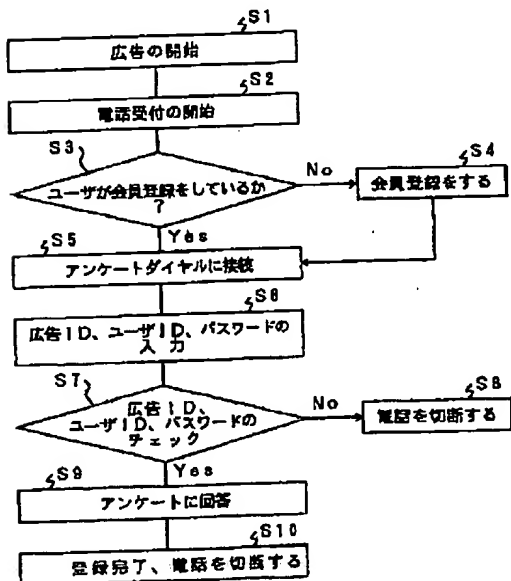 S1
広告の開始
S2
電話受付の開始
S3
ユーザが会員登録をしているか
?
No
S4
会員登録をする
Yes
S5
アンケートダイヤルに接続
S6
広告ID、ユーザID、パスワードの
入力
S7
広告ID、
ユーザID、パスワードの
チェック
No
S8
電話を切断する
Yes
S9
アンケートに回答
S10
登録完了、電話を切断する